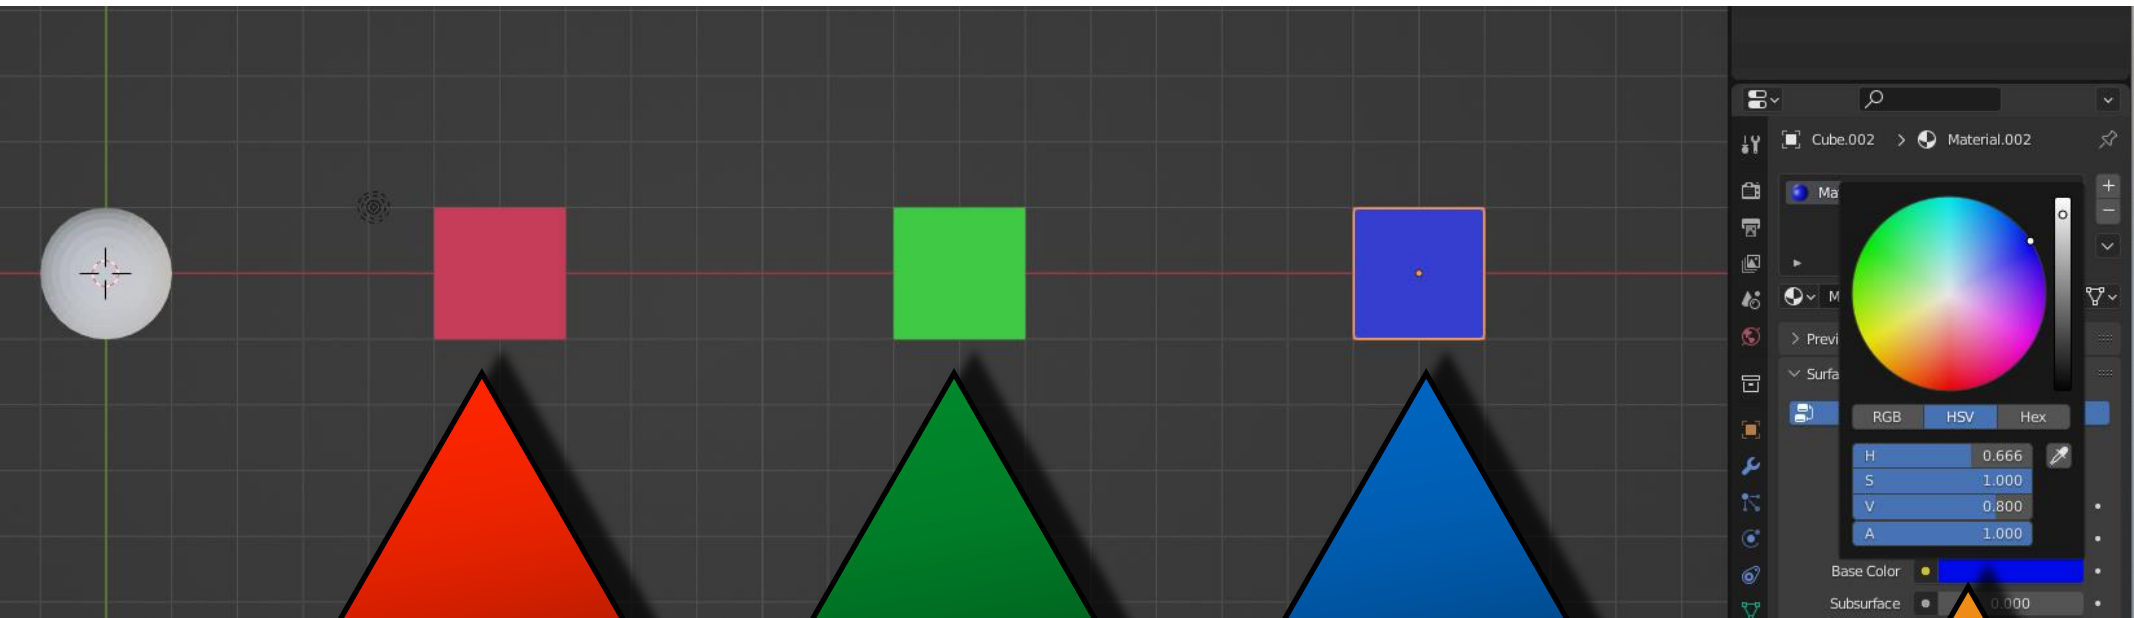 Cube.002 > Material.002
Ma
M
Previ
Surfa
RGB HSV Hex
H 0.666
S 1.000
V 0.800
A 1.000
Base Color
Subsurface 0.000